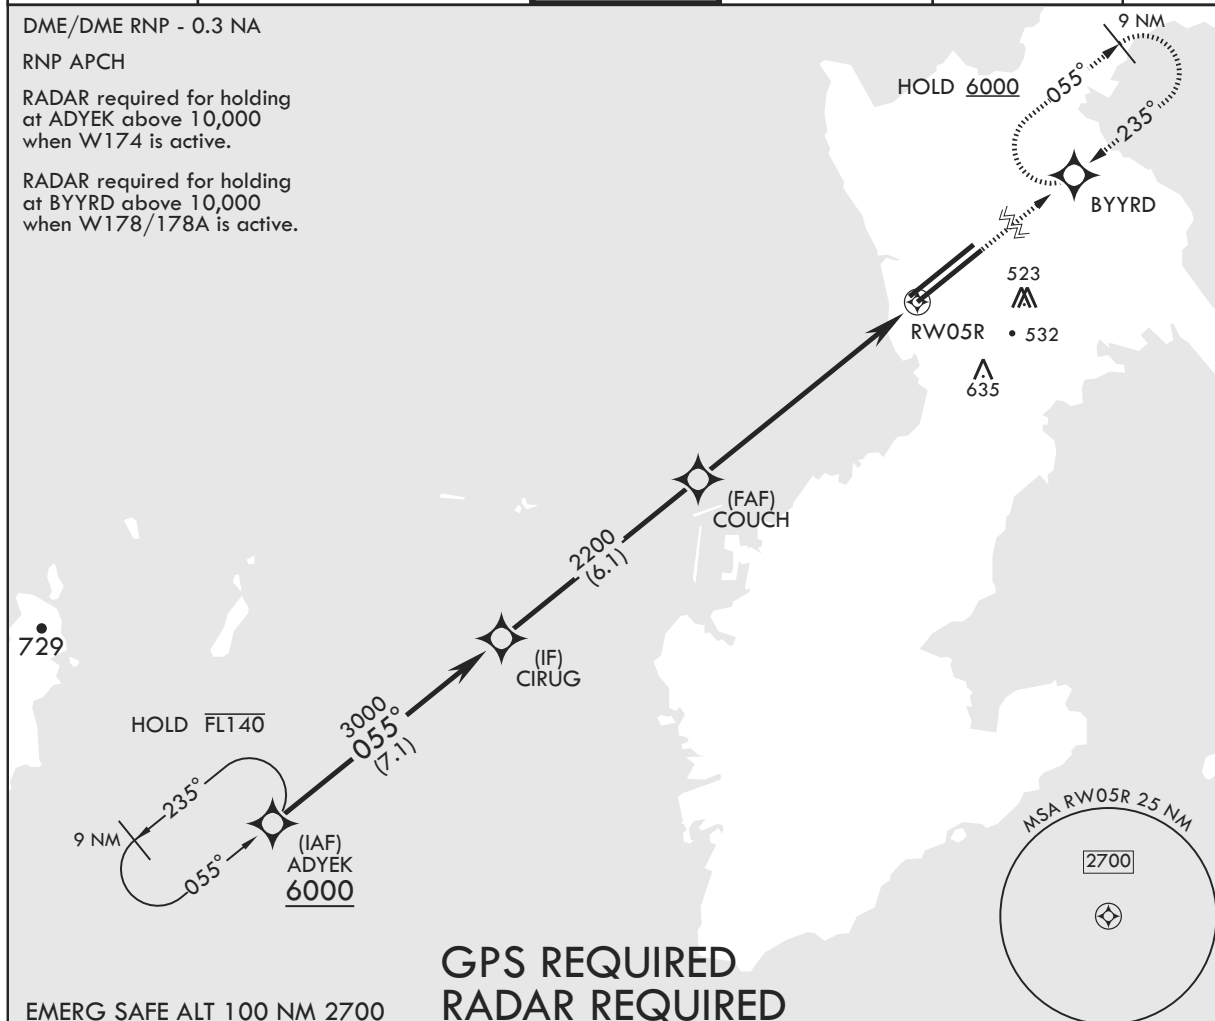 DME/DME RNP - 0.3 NA
RNP APCH
RADAR required for holding
at ADYEK above 10,000
when W174 is active.
RADAR required for holding
at BYYRD above 10,000
when W178/178A is active.
9 NM
HOLD 6000
055°
235°
BYYRD
523
RW05R
532
635
(FAF)
COUCH
2200
(6.1)
729
(IF)
CIRUG
3000
055°
(7.1)
HOLD FL140
235°
9 NM
055°
(IAF)
ADYEK
6000
MSA RW05R 25 NM
2700
GPS REQUIRED
RADAR REQUIRED
EMERG SAFE ALT 100 NM 2700